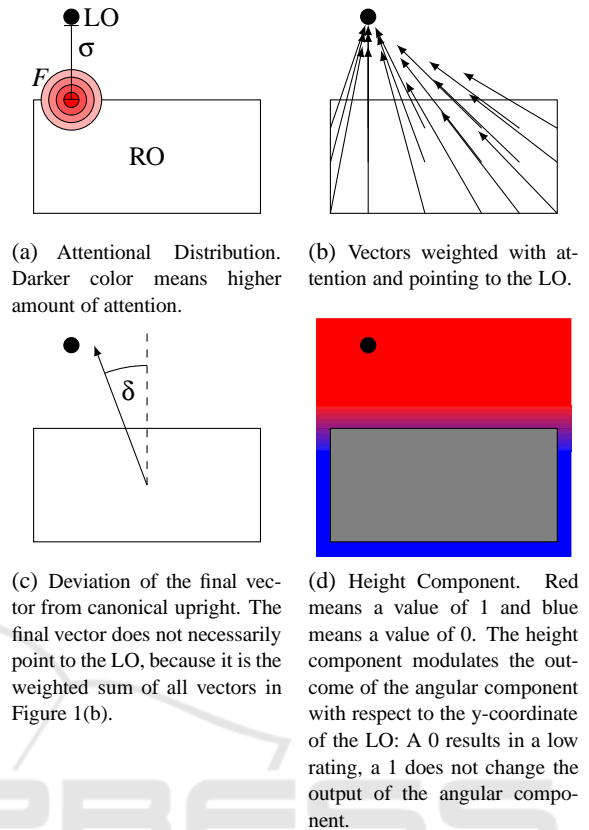 LO
σ
F
RO
(a) Attentional Distribution.
Darker color means higher
amount of attention.
(b) Vectors weighted with at-
tention and pointing to the LO.
δ
(c) Deviation of the final vec-
tor from canonical upright. The
final vector does not necessarily
point to the LO, because it is the
weighted sum of all vectors in
Figure 1(b).
(d) Height Component. Red
means a value of 1 and blue
means a value of 0. The height
component modulates the out-
come of the angular component
with respect to the y-coordinate
of the LO: A 0 results in a low
rating, a 1 does not change the
output of the angular compo-
nent.